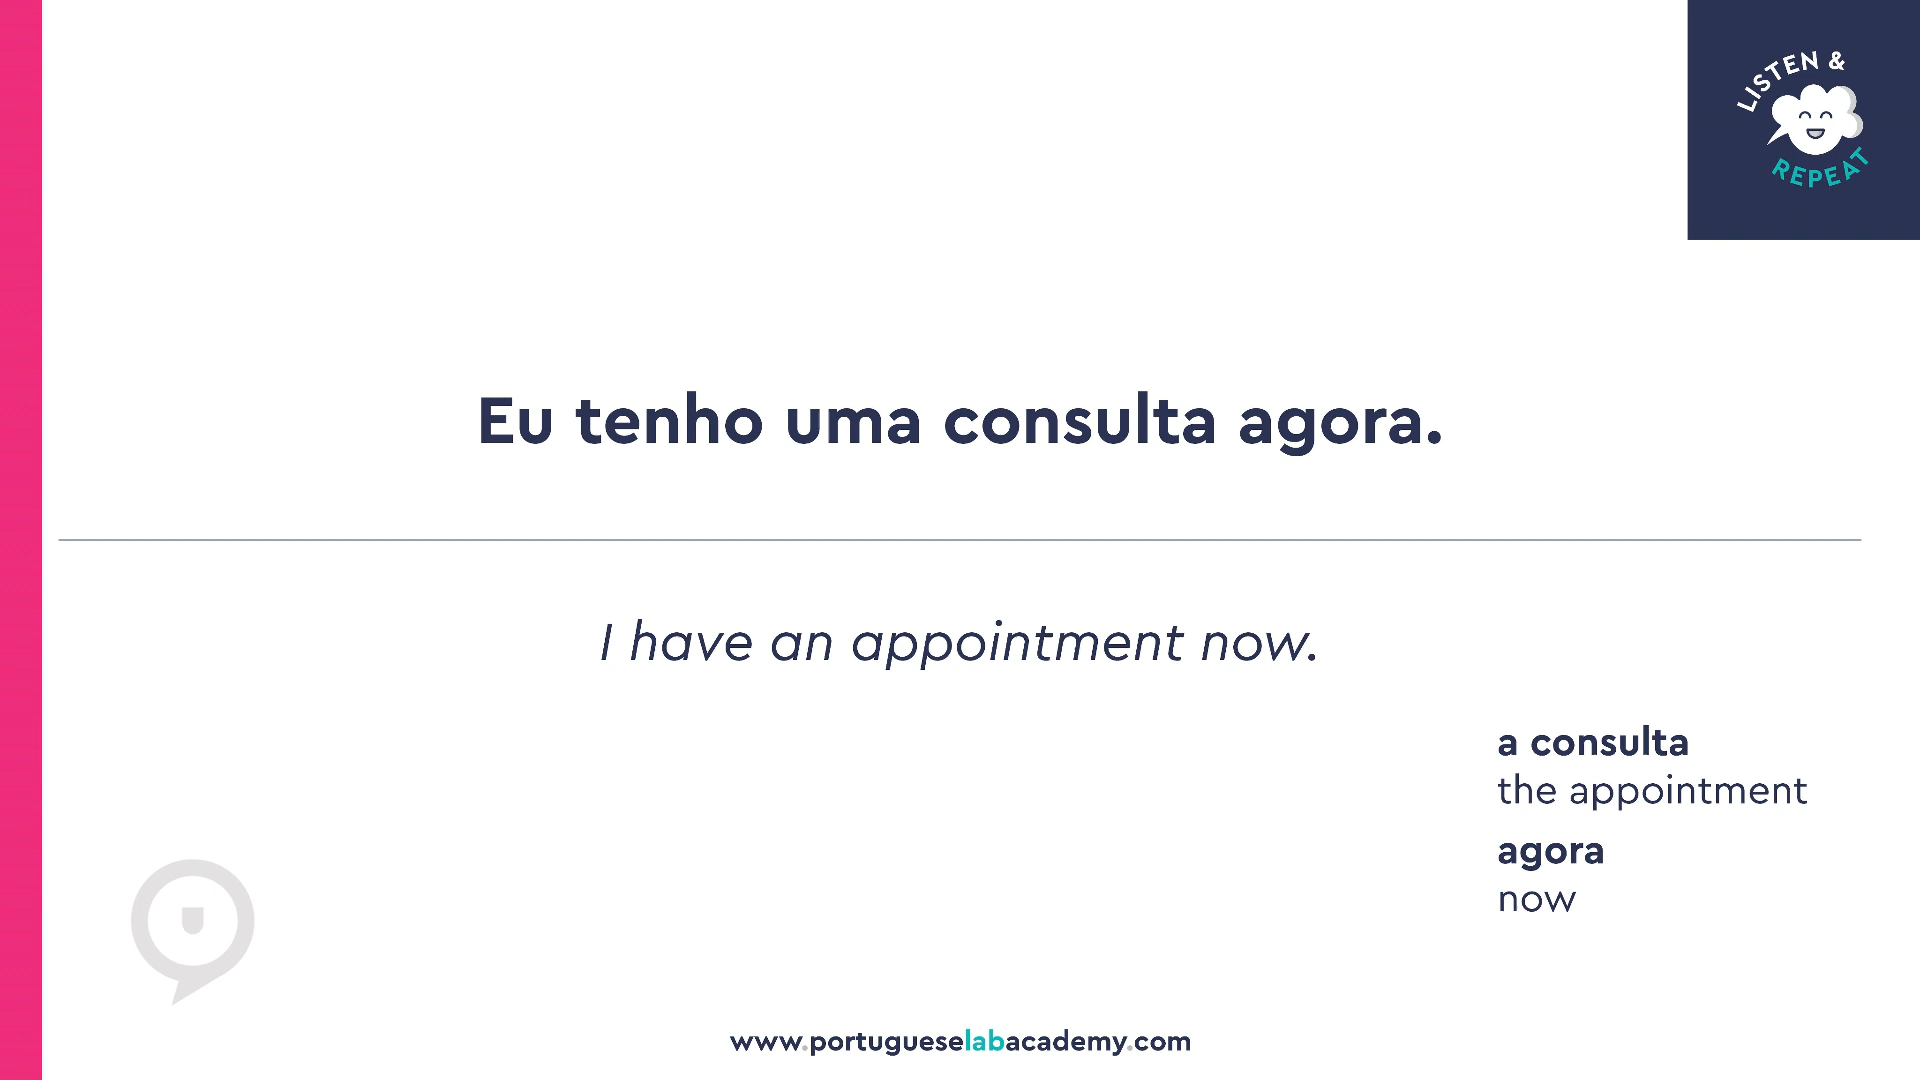 LISTEN &
REPEAT
Eu tenho uma consulta agora.
I have an appointment now.
a consulta
the appointment
agora
now
www.portugueselabacademy.com